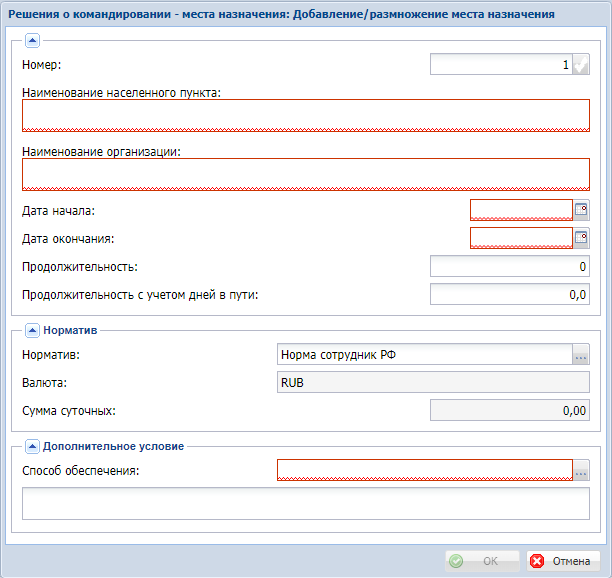 Решения о командировании - места назначения: Добавление/размножение места назначения
Номер: 1
Наименование населенного пункта:
Наименование организации:
Дата начала:
Дата окончания:
Продолжительность: 0
Продолжительность с учетом дней в пути: 0,0
Норматив
Норматив: Норма сотрудник РФ ...
Валюта: RUB
Сумма суточных: 0,00
Дополнительное условие
Способ обеспечения: ...
ОК Отмена